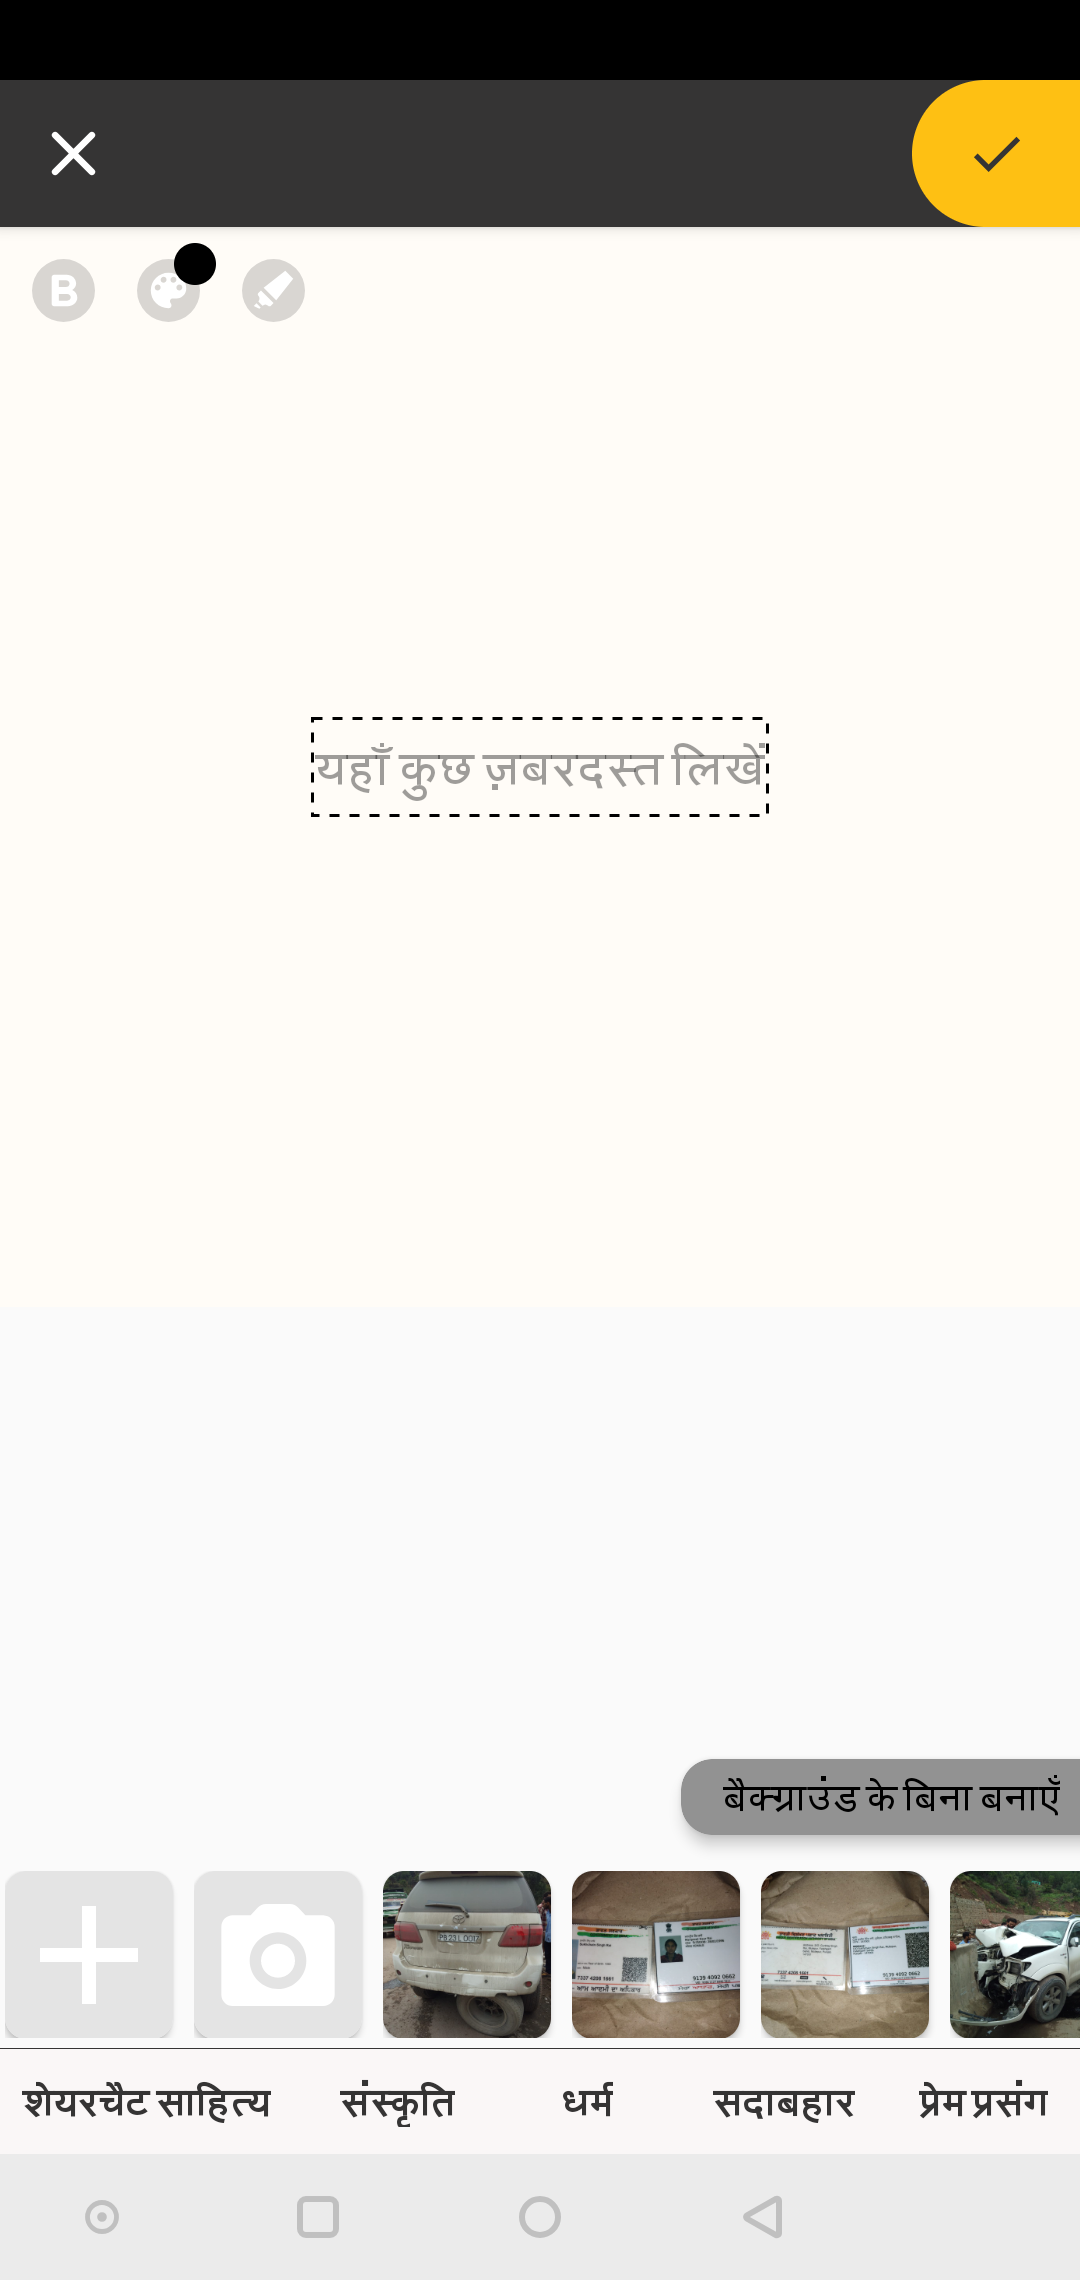 B
यहाँ कुछ ज़बरदस्त लिखें
बैक्ग्राउंड के बिना बनाएँ
शेयरचैट साहित्य संस्कृति धर्म सदाबहार प्रेम प्रसंग